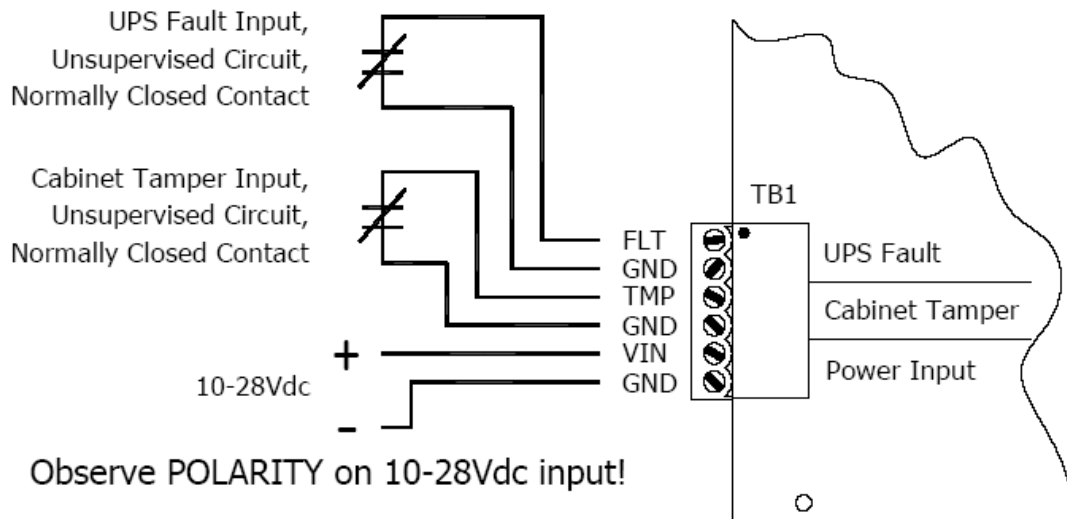 UPS Fault Input,
Unsupervised Circuit,
Normally Closed Contact
Cabinet Tamper Input,
Unsupervised Circuit,
Normally Closed Contact
+
10-28Vdc
-
TB1
FLT
GND
TMP
GND
VIN
GND
UPS Fault
Cabinet Tamper
Power Input
Observe POLARITY on 10-28Vdc input!